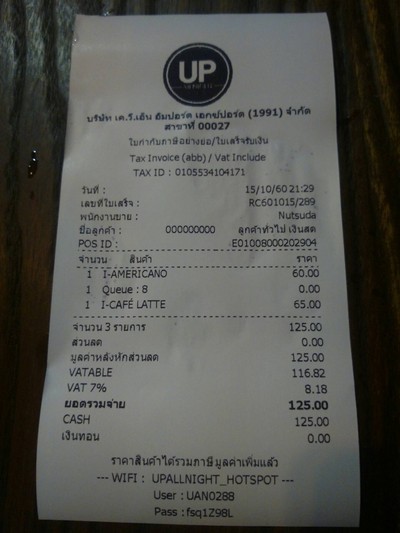 UP
บริษัท เค.วี.เอ็น อิมปอร์ต เอกซ์ปอร์ต (1991) จำกัด
สาขาที่ 00027
ใบกำกับภาษีอย่างย่อ/ใบเสร็จรับเงิน
Tax Invoice (abb) / Vat Include
TAX ID : 0105534104171
วันที่ : 15/10/60 21:29
เลขที่ใบเสร็จ : RC601015/289
พนักงานขาย : Nutsuda
ชื่อลูกค้า : 000000000 ลูกค้าทั่วไป เงินสด
POS ID : E01008000202904
จำนวน สินค้า ราคา
1 I-AMERICANO 60.00
1 Queue : 8 0.00
1 I-CAFÉ LATTE 65.00
จำนวน 3 รายการ 125.00
ส่วนลด 0.00
มูลค่าหลังหักส่วนลด 125.00
VATABLE 116.82
VAT 7% 8.18
ยอดรวมจ่าย 125.00
CASH 125.00
เงินทอน 0.00
ราคาสินค้าได้รวมภาษีมูลค่าเพิ่มแล้ว
--- WIFI : UPALLNIGHT_HOTSPOT ---
User : UAN0288
Pass : fsq1Z98L